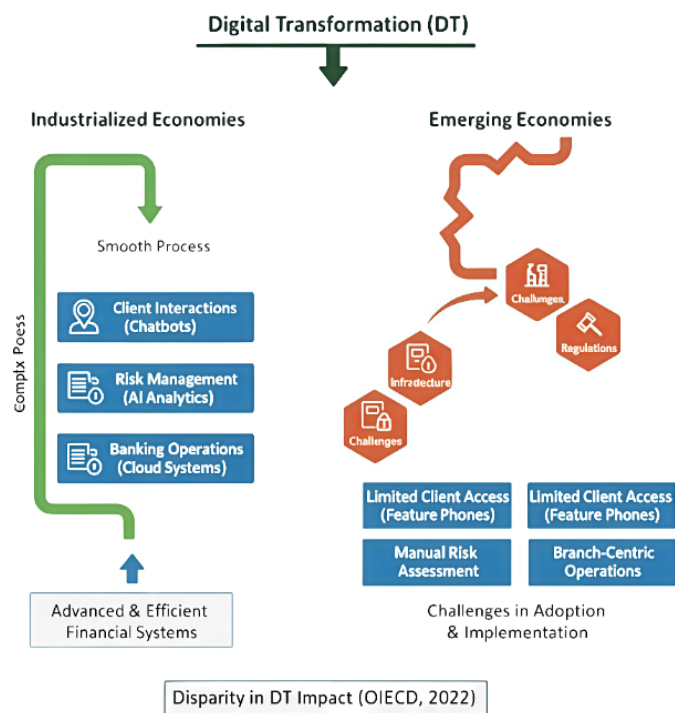 Digital Transformation (DT)
Industrialized Economies
Smooth Process
Complx Poess
Client Interactions
(Chatbots)
Risk Management
(AI Analytics)
Banking Operations
(Cloud Systems)
Advanced & Efficient
Financial Systems
Emerging Economies
Challumges.
Ragulations
Infradecture
Challenges
Limited Client Access
(Feature Phones)
Limited Client Access
(Feature Phones)
Manual Risk
Assessment
Branch-Centric
Operations
Challenges in Adoption
& Implementation
Disparity in DT Impact (OIECD, 2022)